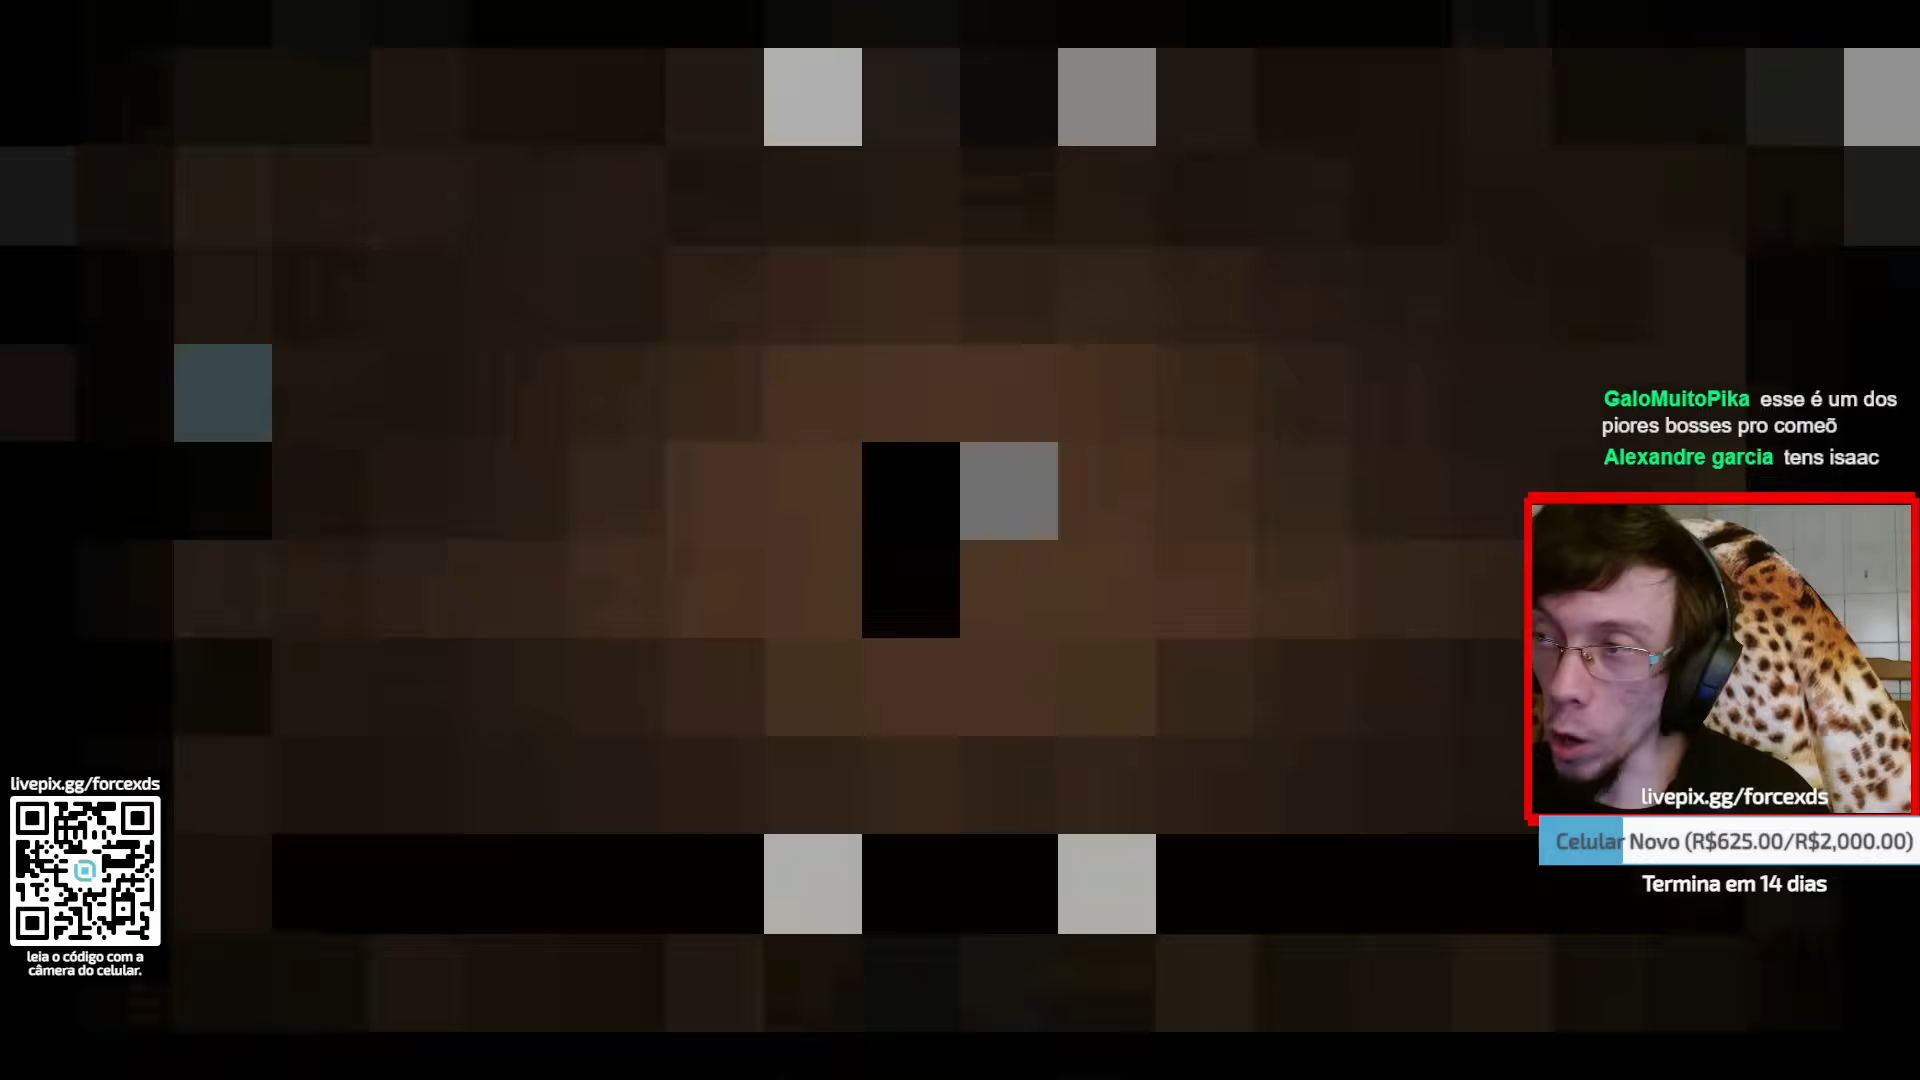 GaloMuitoPika esse é um dos
piores bosses pro comeõ
Alexandre garcia tens isaac
livepix.gg/forcexds
Celular Novo (R$625.00/R$2,000.00)
Termina em 14 dias
livepix.gg/forcexds
leia o código com a
câmera do celular.